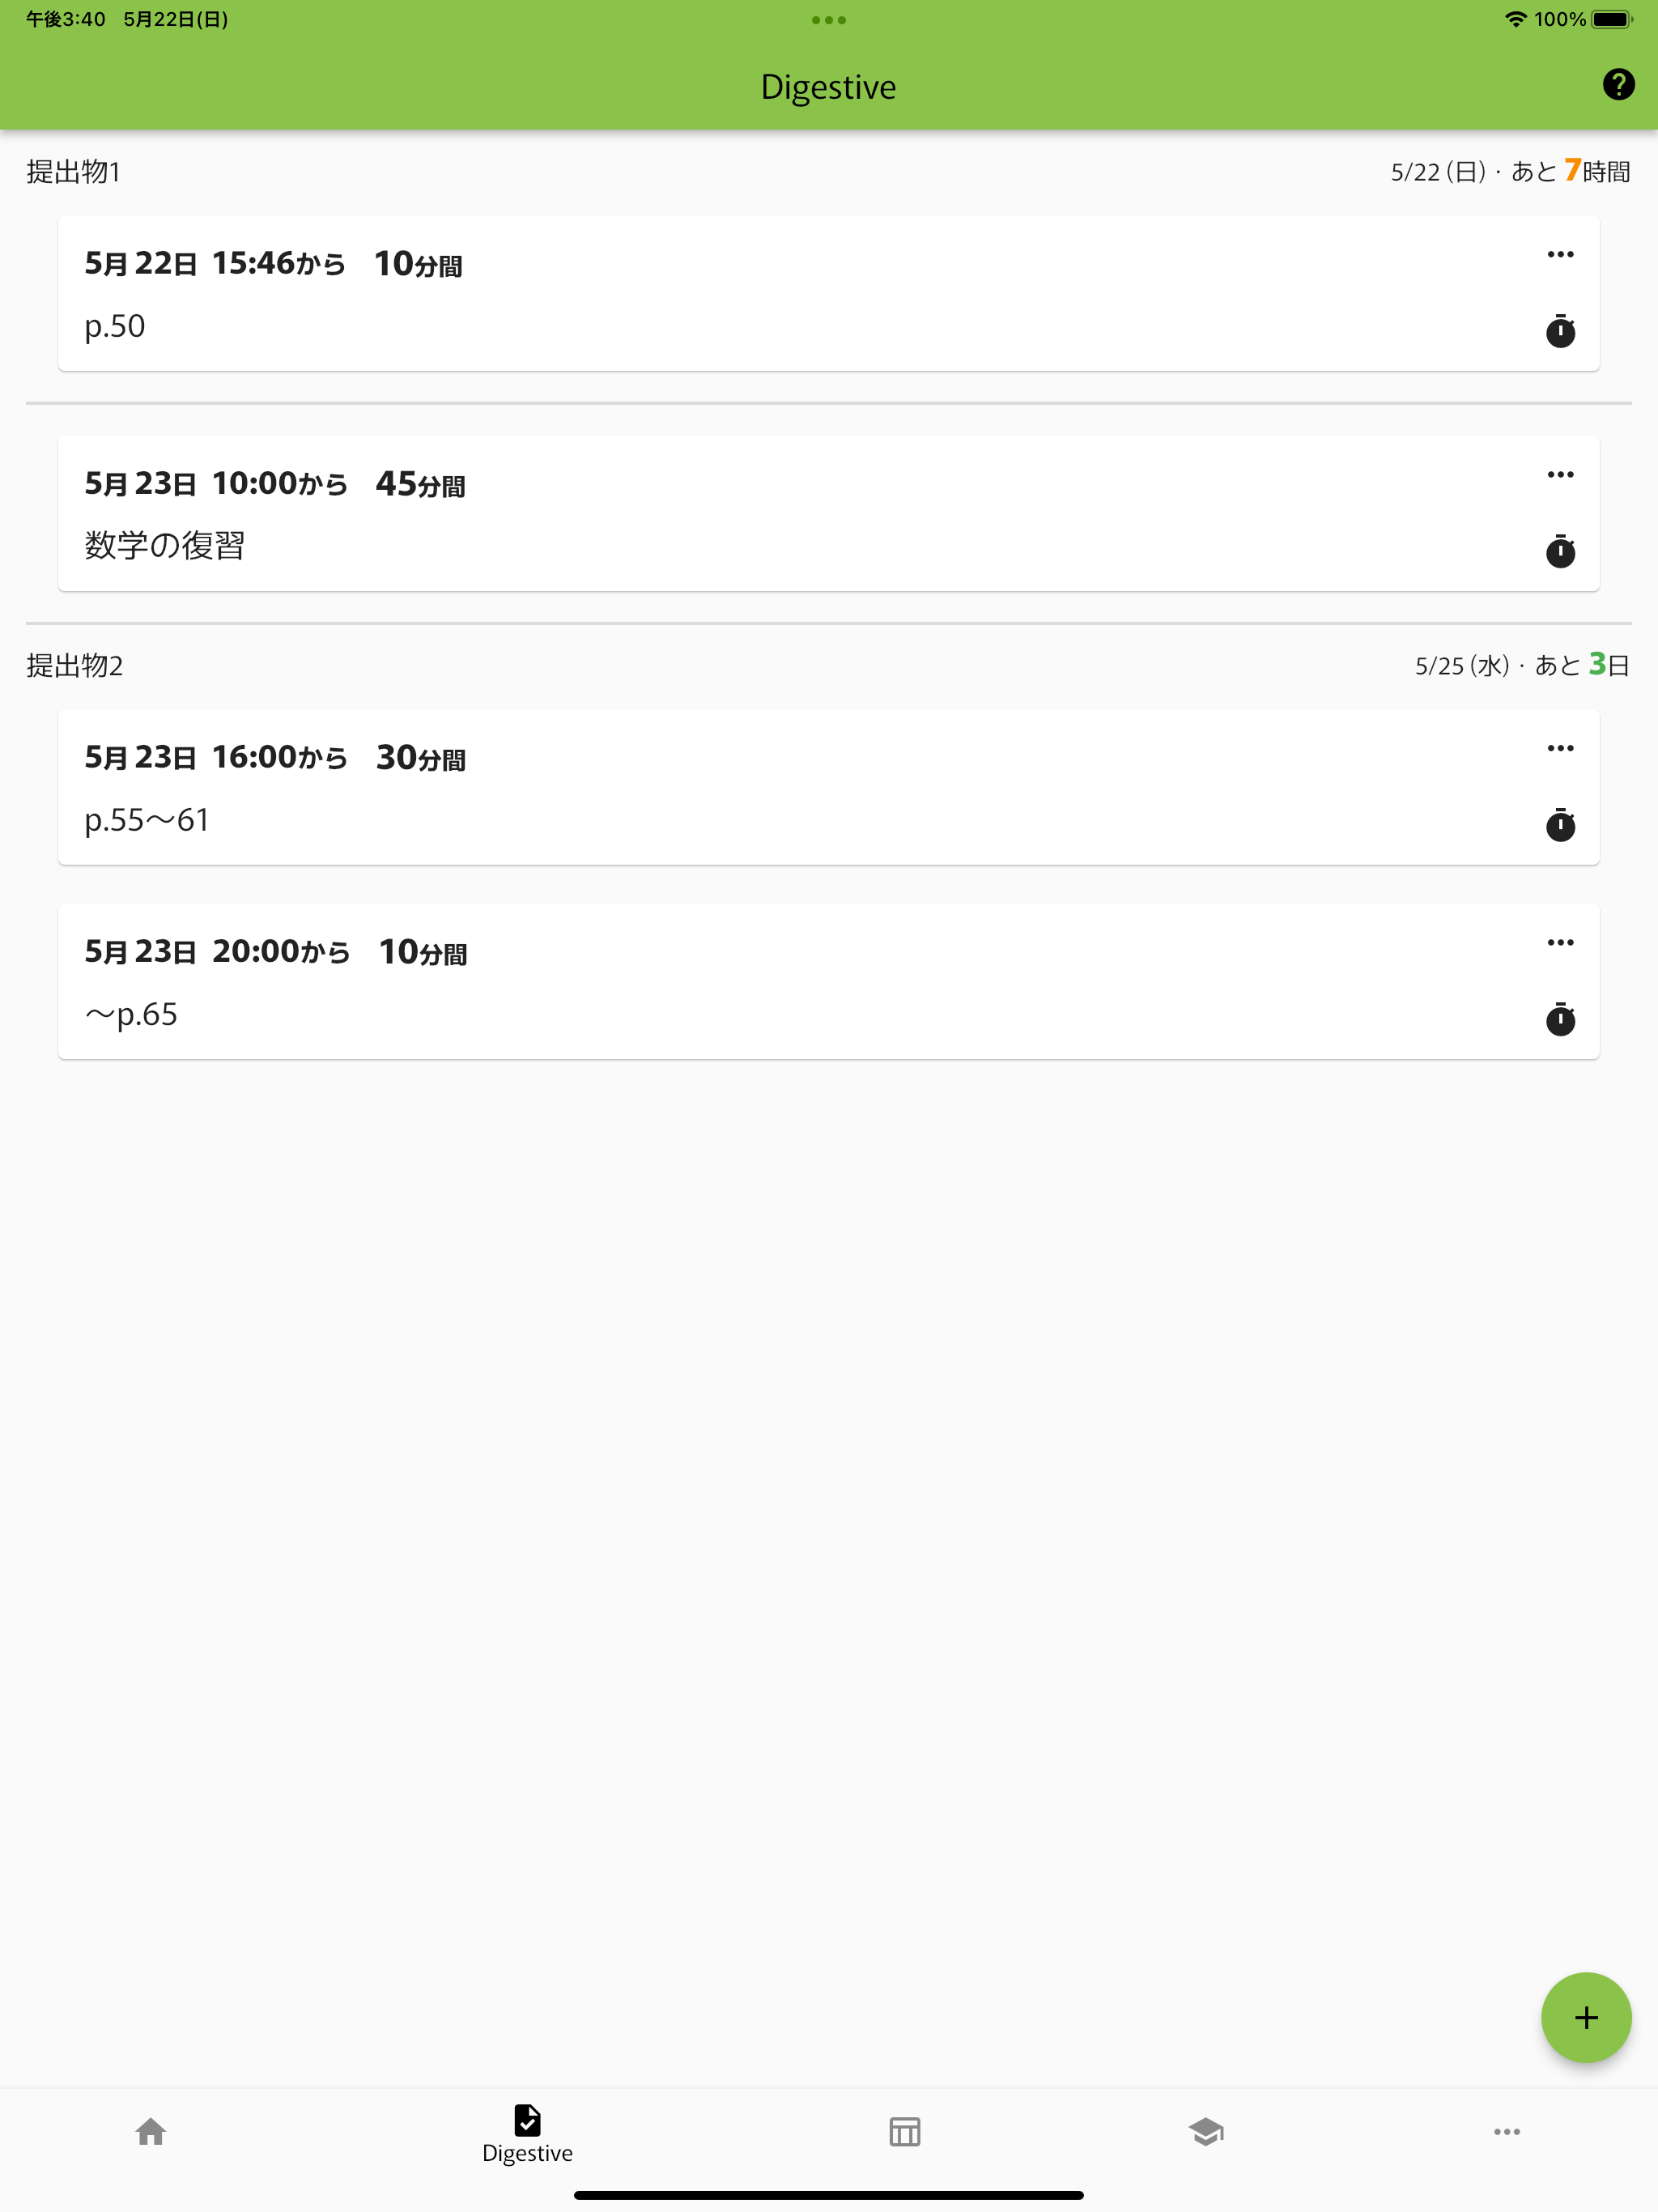 午後3:40 5月22日(日) 100%
Digestive
提出物1 5/22 (日)・あと 7時間
5月22日 15:46から 10分間
p.50
5月23日 10:00から 45分間
数学の復習
提出物2 5/25 (水)・あと 3日
5月23日 16:00から 30分間
p.55〜61
5月23日 20:00から 10分間
〜p.65
Digestive